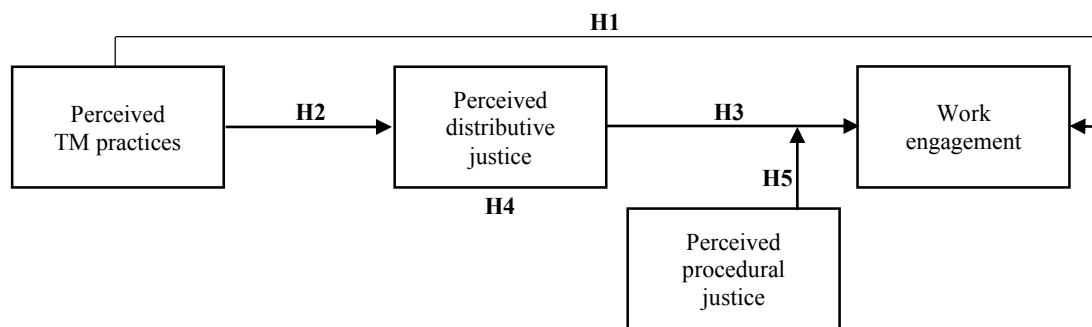 H1
Perceived
TM practices
H2
Perceived
distributive
justice
H3
Work
engagement
H4
H5
Perceived
procedural
justice